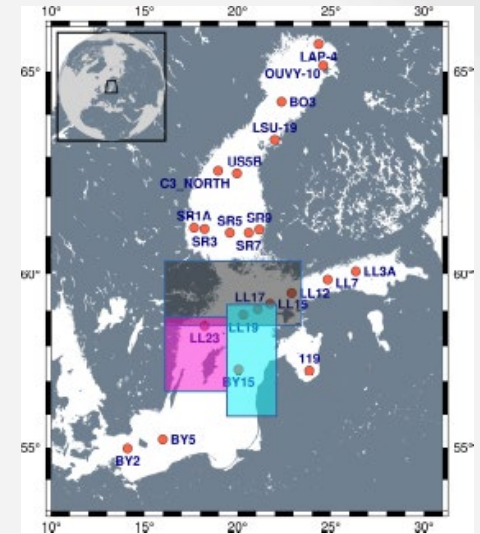 10° 15° 20° 25° 30°
LAP-4
65° 65°
OUVY-10
BO3
LSU-19
US5B
C3_NORTH
SR1A SR5 SR9
SR3 SR7
60° LL3A 60°
LL7
LL17 LL12
LL15
LL19
LL23
119
BY15
55° BY5 55°
BY2
10° 15° 20° 25° 30°